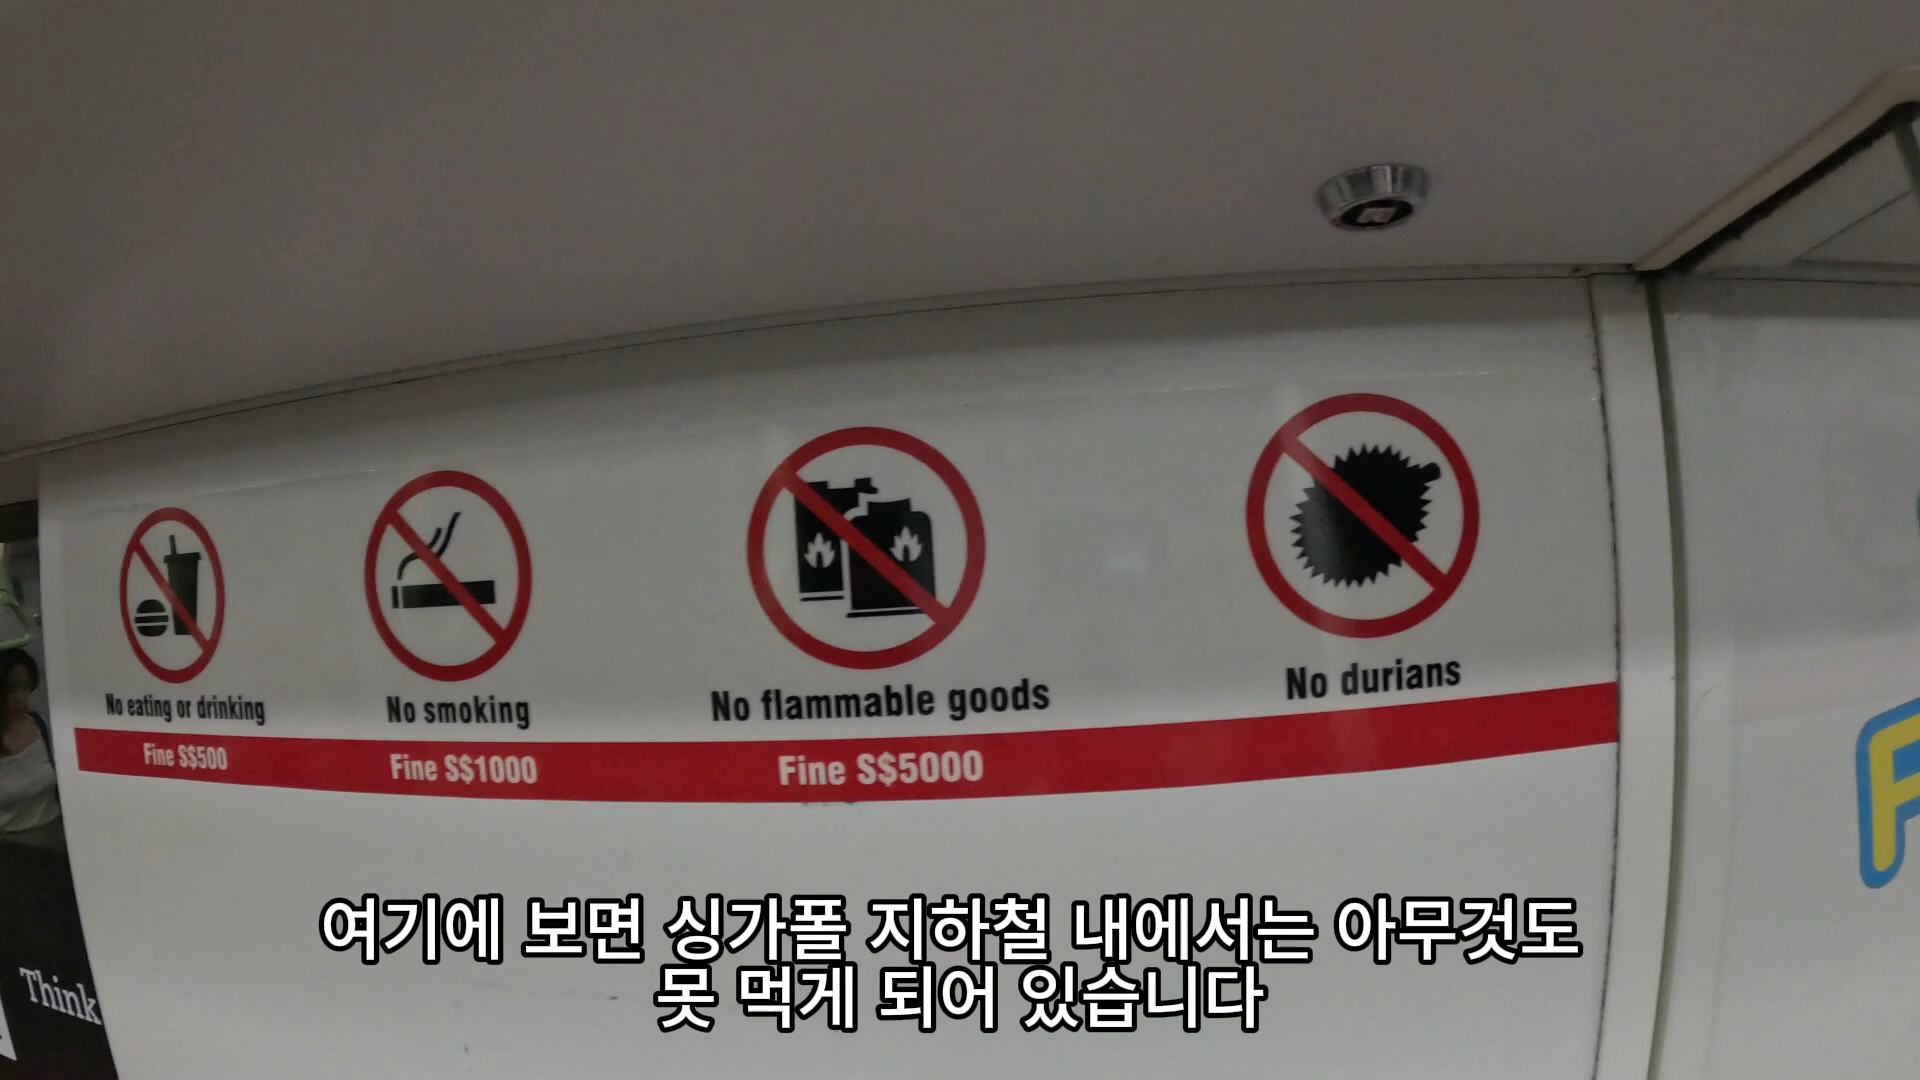 No eating or drinking
No smoking
No flammable goods
No durians
Fine S$500
Fine S$1000
Fine S$5000
Think
여기에 보면 싱가폴 지하철 내에서는 아무것도
못 먹게 되어 있습니다